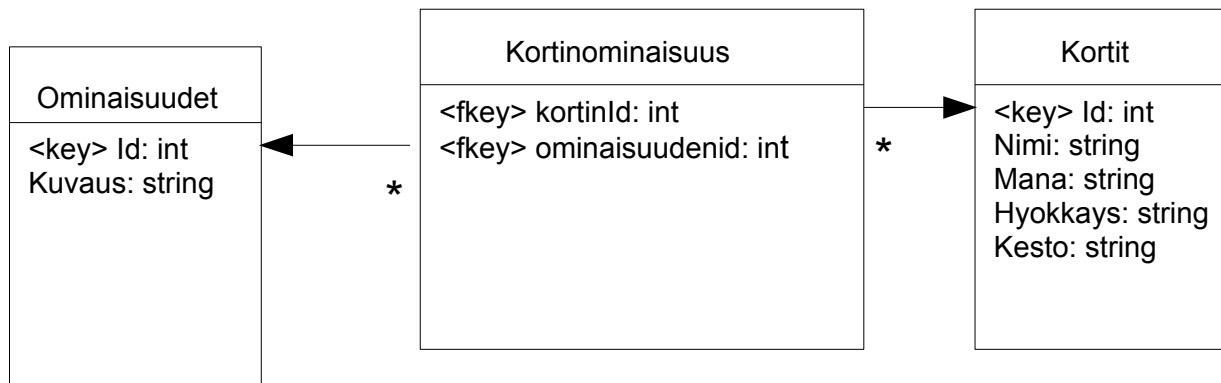 Ominaisuudet
<key> Id: int
Kuvaus: string
*
Kortinominaisuus
<fkey> kortinId: int
<fkey> ominaisuudenid: int
*
Kortit
<key> Id: int
Nimi: string
Mana: string
Hyokkays: string
Kesto: string